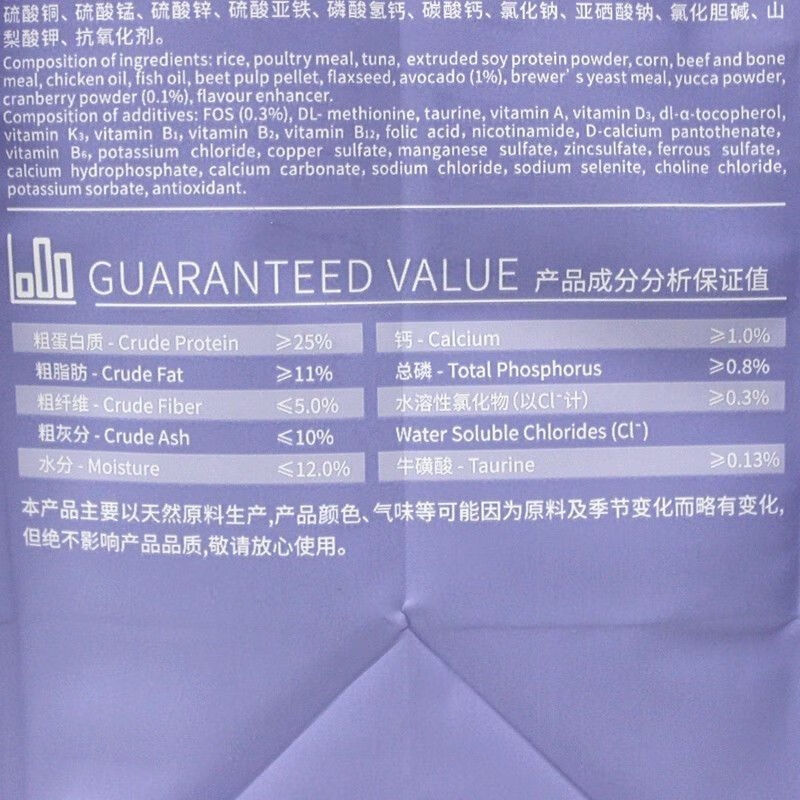 硫酸铜、硫酸锰、硫酸锌、硫酸亚铁、磷酸氢钙、碳酸钙、氯化钠、亚硒酸钠、氯化胆碱、山
梨酸钾、抗氧化剂。
Composition of ingredients: rice, poultry meal, tuna, extruded soy protein powder, corn, beef and bone
meal, chicken oil, fish oil, beet pulp pellet, flaxseed, avocado (1%), brewer's yeast meal, yucca powder,
cranberry powder (0.1%), flavour enhancer.
Composition of additives: FOS (0.3%), DL- methionine, taurine, vitamin A, vitamin D₃, dl-α-tocopherol,
vitamin K₃, vitamin B₁, vitamin B₂, vitamin B₁₂, folic acid, nicotinamide, D-calcium pantothenate,
vitamin B₆, potassium chloride, copper sulfate, manganese sulfate, zincsulfate, ferrous sulfate,
calcium hydrophosphate, calcium carbonate, sodium chloride, sodium selenite, choline chloride,
potassium sorbate, antioxidant.
GUARANTEED VALUE 产品成分分析保证值
粗蛋白质 - Crude Protein ≥25%
粗脂肪 - Crude Fat ≥11%
粗纤维 - Crude Fiber ≤5.0%
粗灰分 - Crude Ash ≤10%
水分 - Moisture ≤12.0%
钙 - Calcium ≥1.0%
总磷 - Total Phosphorus ≥0.8%
水溶性氯化物(以Cl⁻计) ≥0.3%
Water Soluble Chlorides (Cl⁻)
牛磺酸 - Taurine ≥0.13%
本产品主要以天然原料生产,产品颜色、气味等可能因为原料及季节变化而略有变化,
但绝不影响产品品质,敬请放心使用。